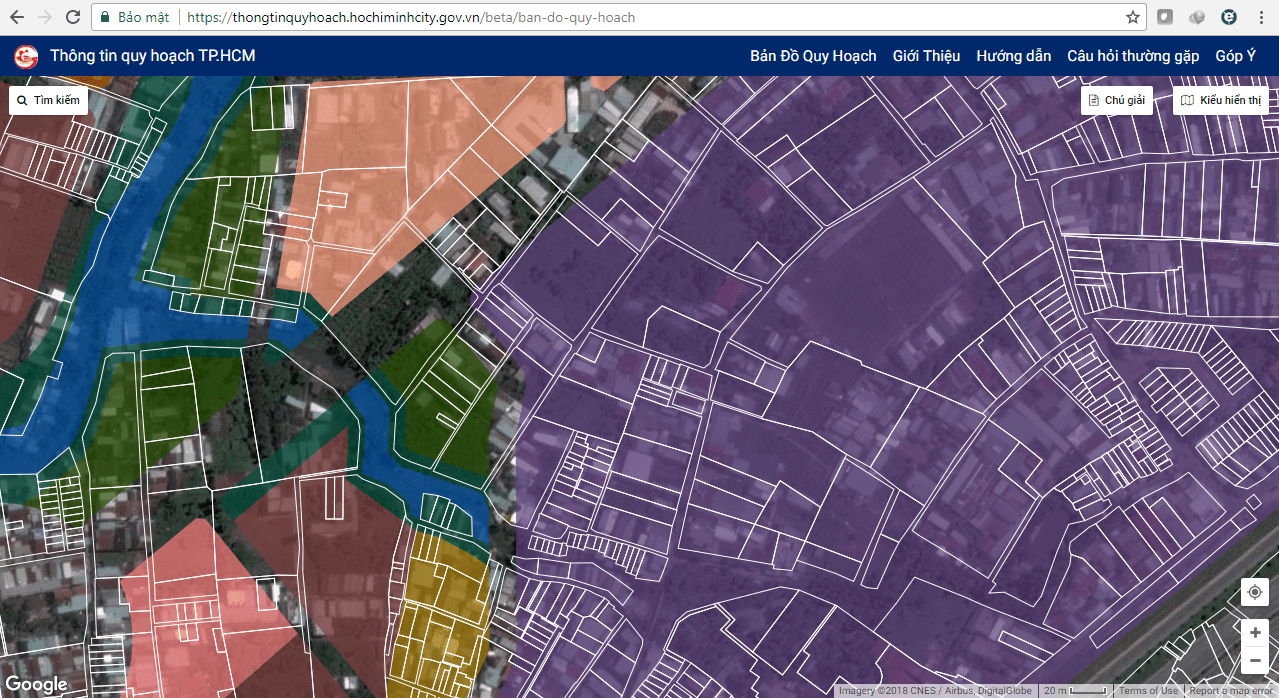 Bảo mật
https://thongtinquyhoach.hochiminhcity.gov.vn/beta/ban-do-quy-hoach
Thông tin quy hoạch TP.HCM
Bản Đồ Quy Hoạch Giới Thiệu Hướng dẫn Câu hỏi thường gặp Góp Ý
Tìm kiếm
Chú giải
Kiểu hiển thị
Google
Imagery ©2018 CNES / Airbus, DigitalGlobe 20 m Terms of Use Report a map error